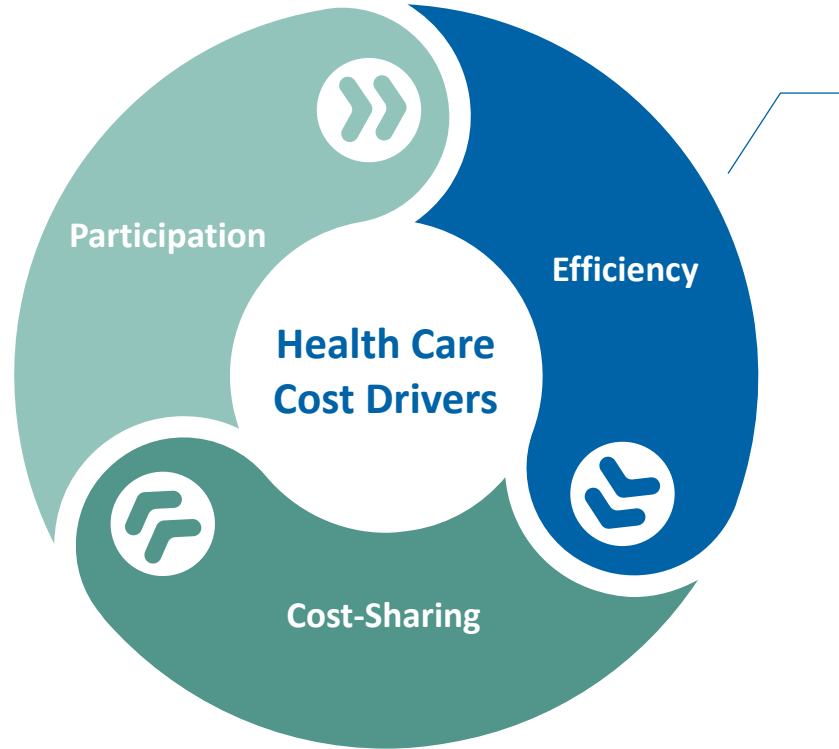 Participation
Efficiency
Health Care
Cost Drivers
Cost-Sharing